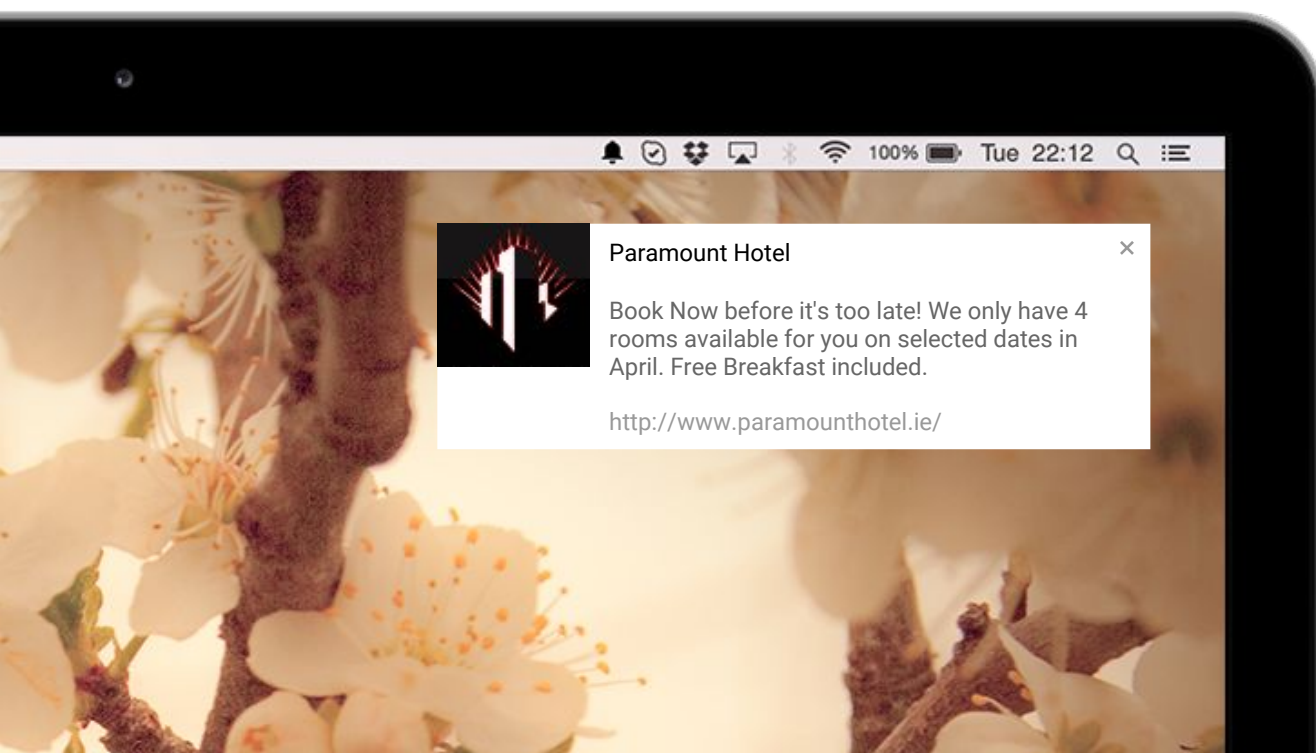 100% Tue 22:12
Paramount Hotel
Book Now before it's too late! We only have 4
rooms available for you on selected dates in
April. Free Breakfast included.
http://www.paramounthotel.ie/